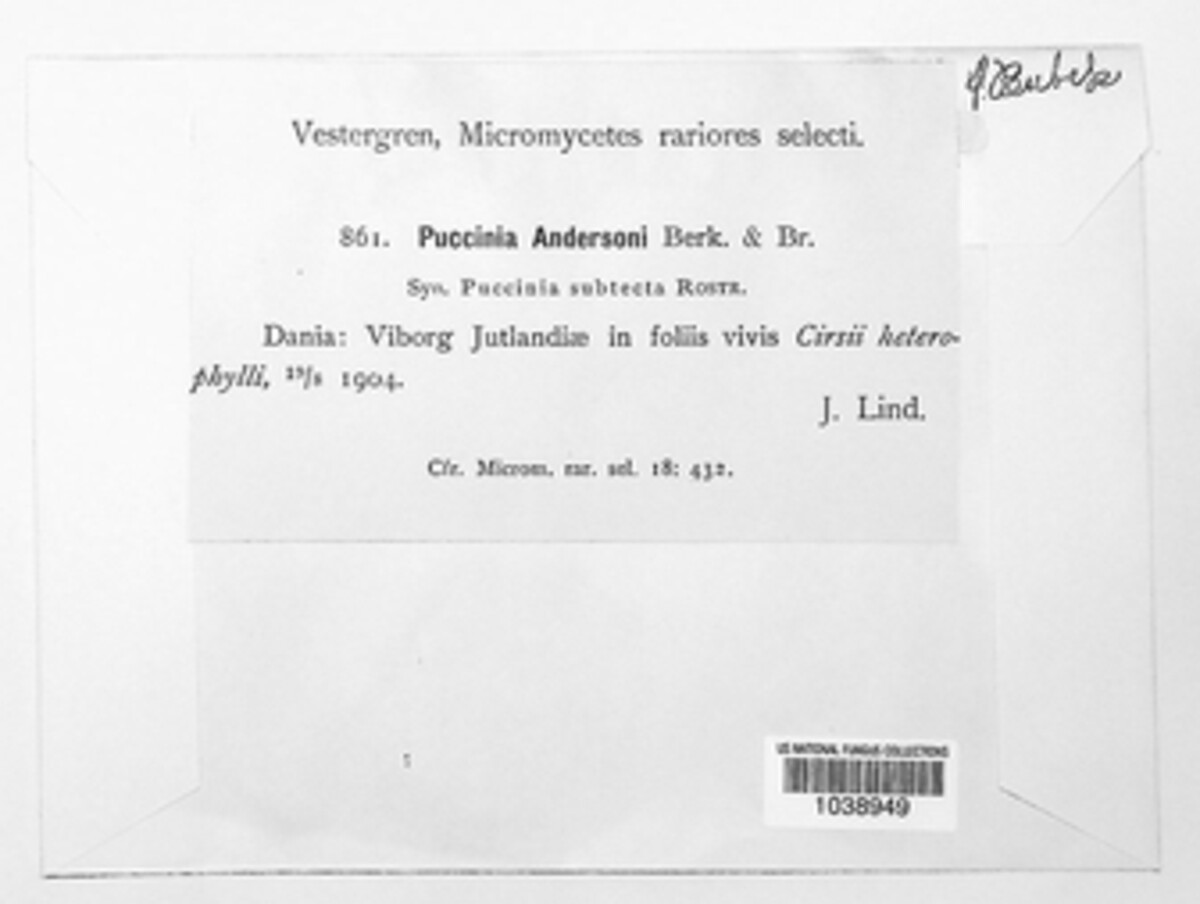 Vestergren, Micromycetes rariores selecti.
861. Puccinia Andersoni Berk. & Br.
Syn. Puccinia subtecta ROSTR.
Dania: Viborg Jutlandiæ in foliis vivis Cirsii hetero-
phylli, /8 1904.
J. Lind.
Cfr. Microm. rar. sel. 18: 432.
US NATIONAL FUNGUS COLLECTIONS
1038949